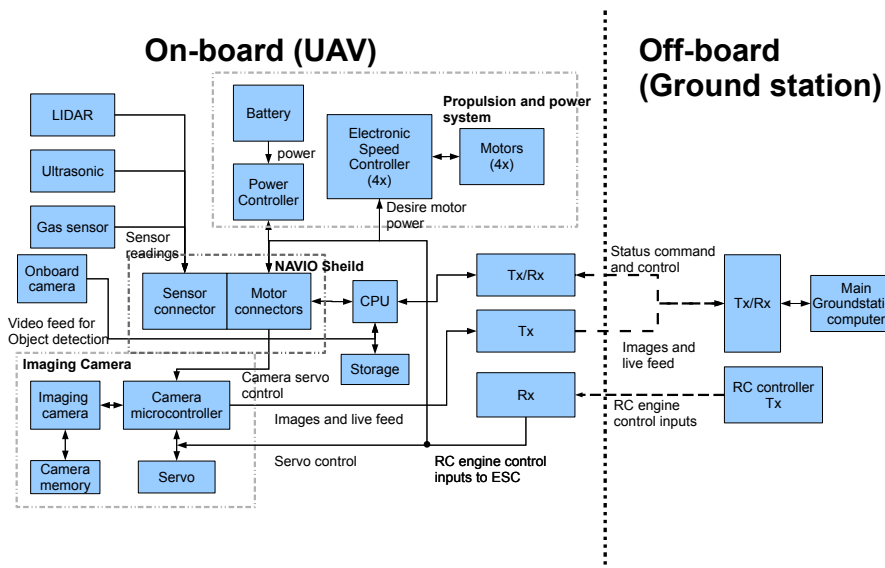 On-board (UAV)
Off-board
(Ground station)
LIDAR
Ultrasonic
Gas sensor
Onboard
camera
Sensor
readings
Video feed for
Object detection
Battery
power
Power
Controller
Electronic
Speed
Controller
(4x)
Propulsion and power
system
Motors
(4x)
Desire motor
power
NAVIO Sheild
Sensor
connector
Motor
connectors
CPU
Storage
Tx/Rx
Tx
Rx
Status command
and control
Tx/Rx
Main
Groundstation
computer
Images and
live feed
RC controller
Tx
RC engine
control inputs
Imaging Camera
Imaging
camera
Camera
microcontroller
Camera servo
control
Images and live feed
Camera
memory
Servo
Servo control
RC engine control
inputs to ESC